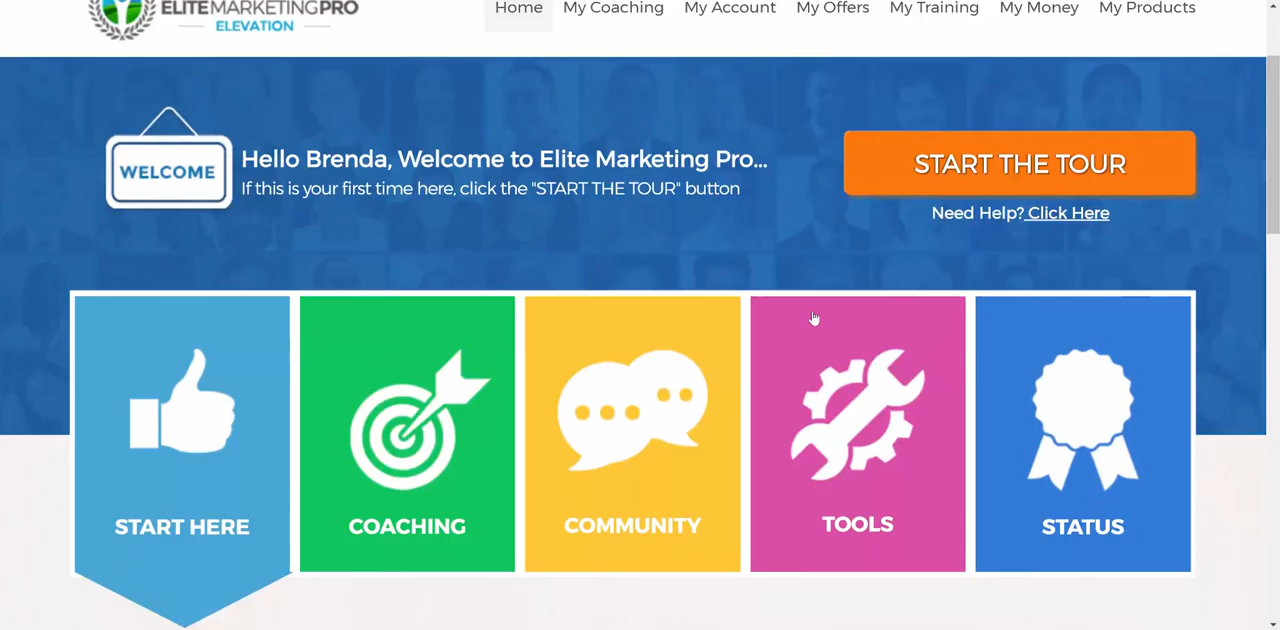 ELITEMARKETINGPRO
ELEVATION
Home My Coaching My Account My Offers My Training My Money My Products
WELCOME
Hello Brenda, Welcome to Elite Marketing Pro...
If this is your first time here, click the "START THE TOUR" button
START THE TOUR
Need Help? Click Here
START HERE
COACHING
COMMUNITY
TOOLS
STATUS